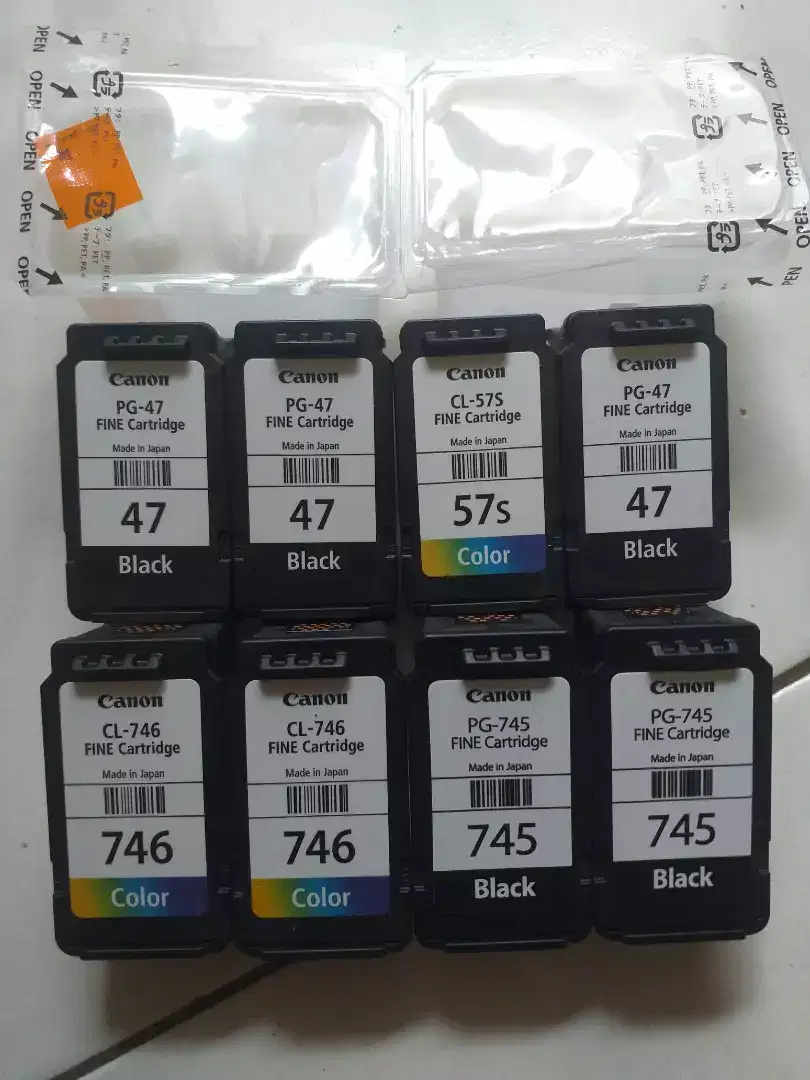 OPEN
OPEN
OPEN
OPEN
OPEN
OPEN
OPEN
OPEN
Canon
PG-47
FINE Cartridge
Made in Japan
47
Black
Canon
PG-47
FINE Cartridge
Made in Japan
47
Black
Canon
CL-57S
FINE Cartridge
Made in Japan
57s
Color
Canon
PG-47
FINE Cartridge
Made in Japan
47
Black
Canon
CL-746
FINE Cartridge
Made in Japan
746
Color
Canon
CL-746
FINE Cartridge
Made in Japan
746
Color
Canon
PG-745
FINE Cartridge
Made in Japan
745
Black
Canon
PG-745
FINE Cartridge
Made in Japan
745
Black